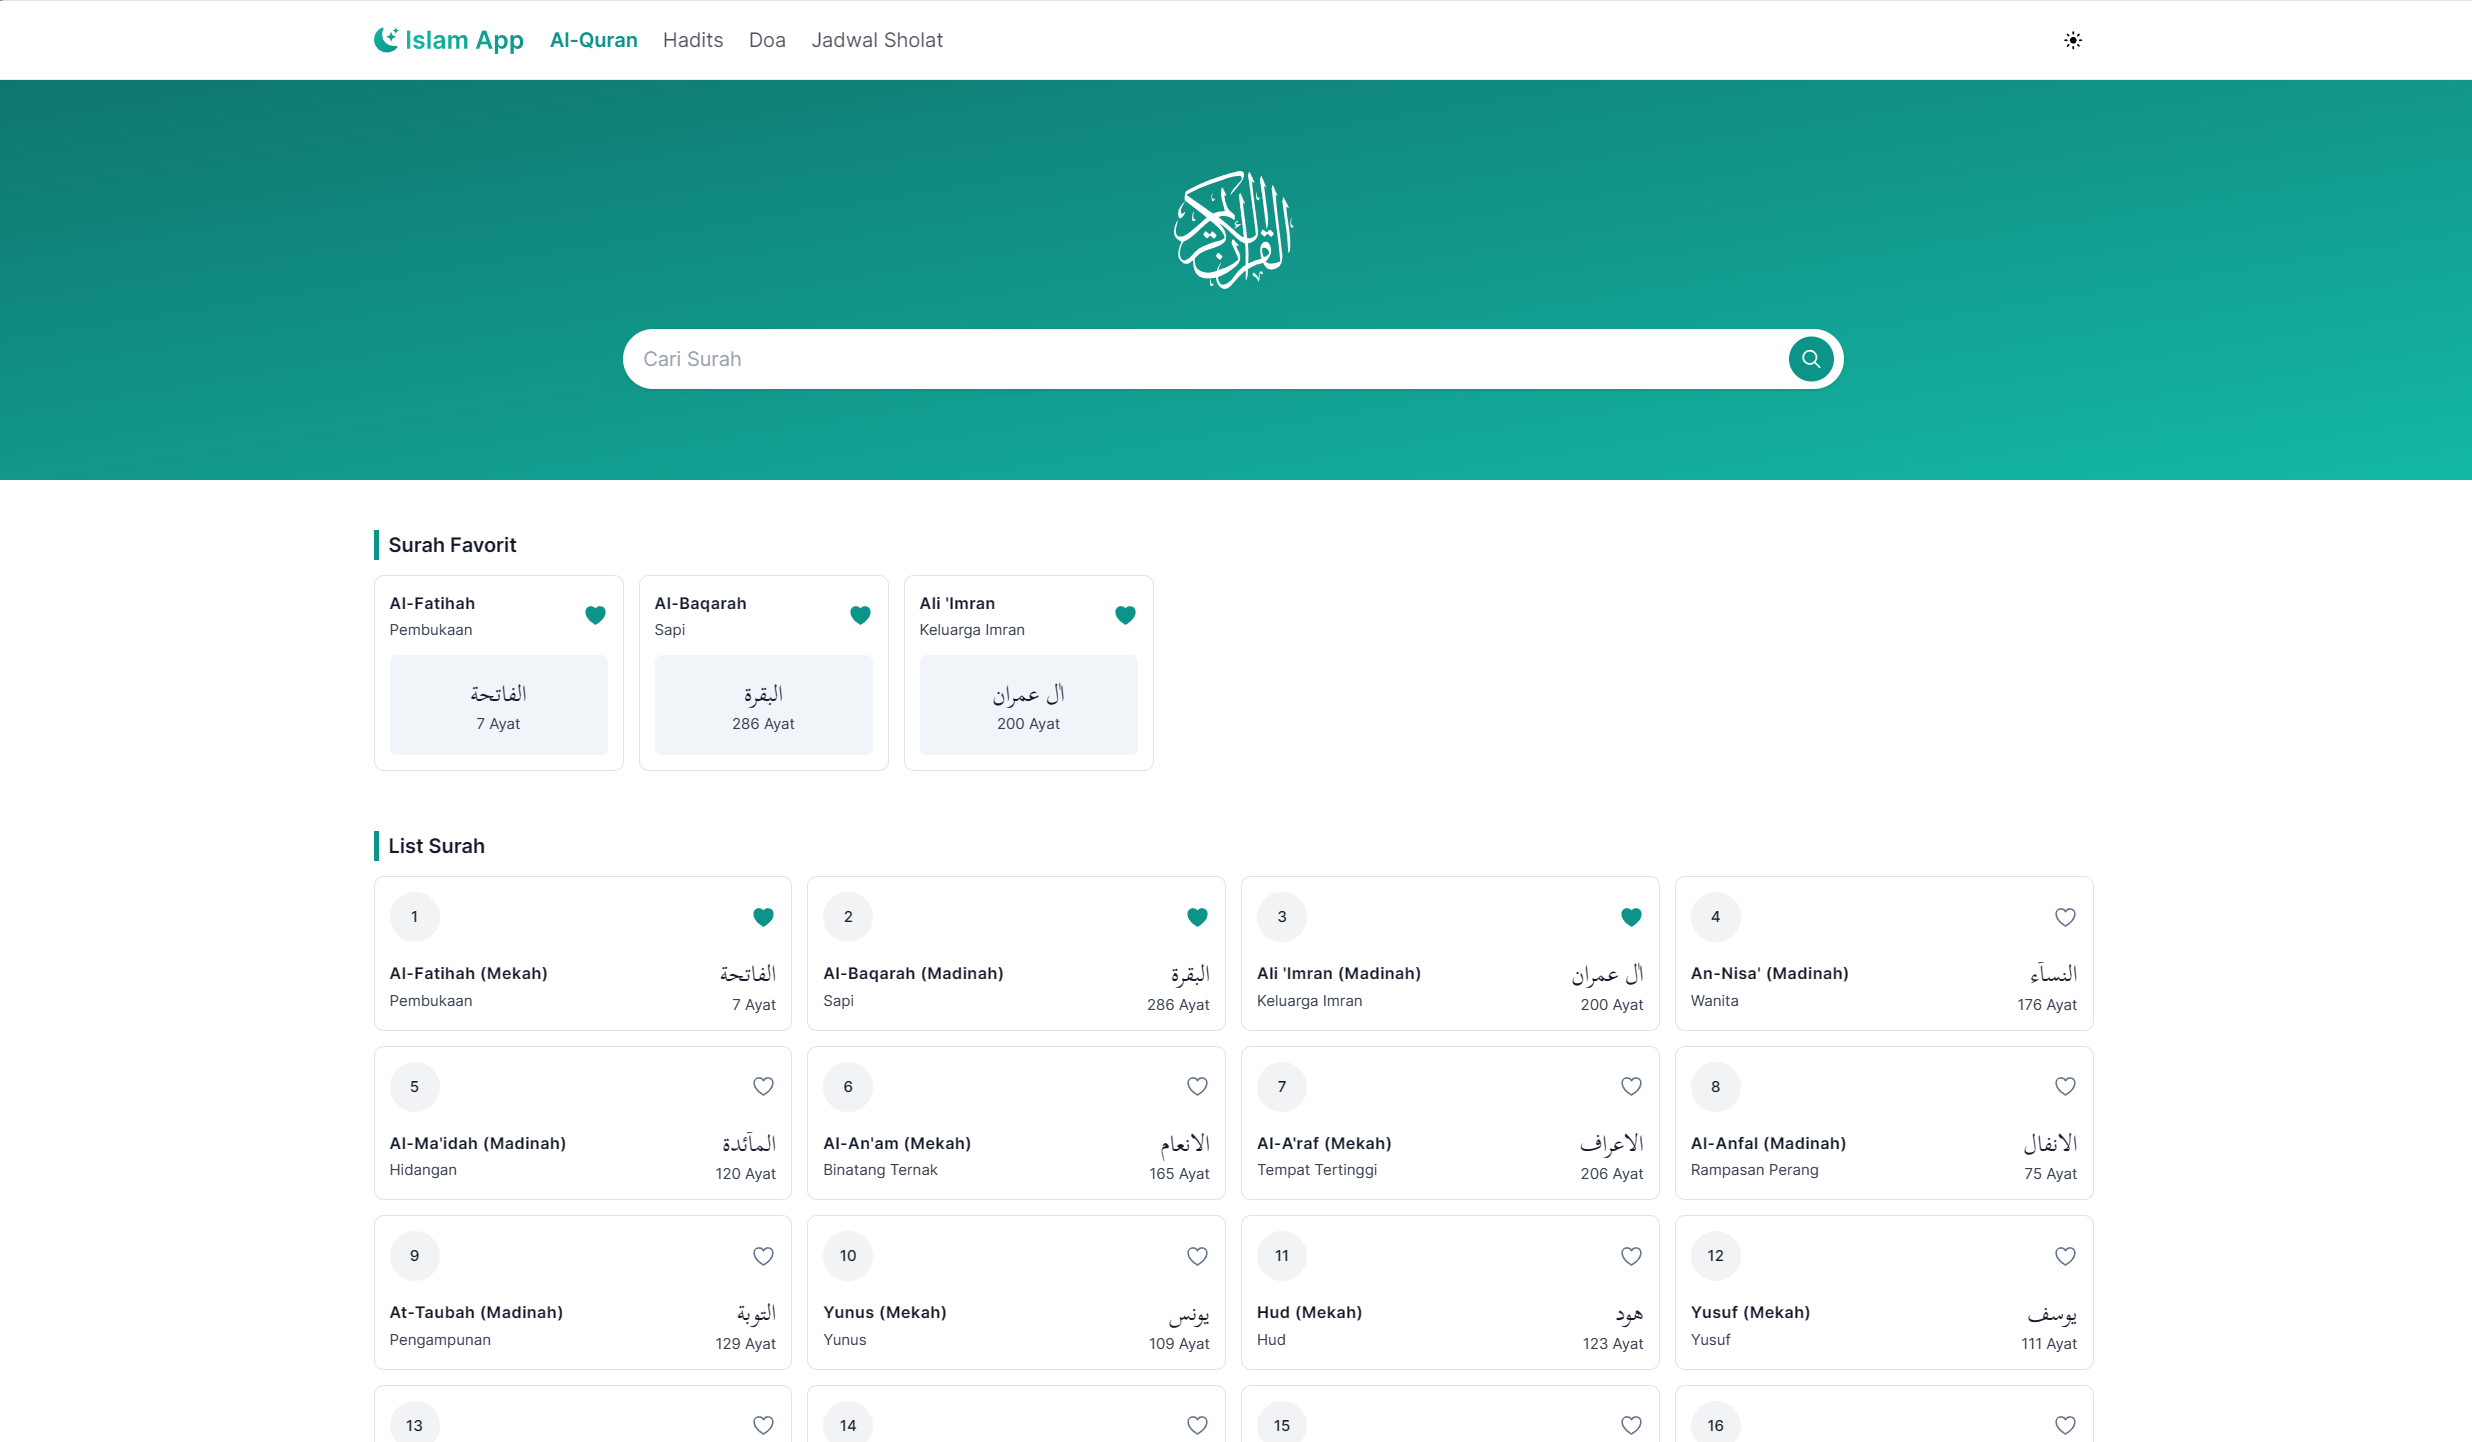 Islam App Al-Quran Hadits Doa Jadwal Sholat
القرآن الكريم
Cari Surah
Surah Favorit
Al-Fatihah
Pembukaan
الفاتحة
7 Ayat
Al-Baqarah
Sapi
البقرة
286 Ayat
Ali 'Imran
Keluarga Imran
اٰل عمران
200 Ayat
List Surah
1
Al-Fatihah (Mekah)
Pembukaan
الفاتحة
7 Ayat
2
Al-Baqarah (Madinah)
Sapi
البقرة
286 Ayat
3
Ali 'Imran (Madinah)
Keluarga Imran
اٰل عمران
200 Ayat
4
An-Nisa' (Madinah)
Wanita
النساۤء
176 Ayat
5
Al-Ma'idah (Madinah)
Hidangan
الماۤئدة
120 Ayat
6
Al-An'am (Mekah)
Binatang Ternak
الانعام
165 Ayat
7
Al-A'raf (Mekah)
Tempat Tertinggi
الاعراف
206 Ayat
8
Al-Anfal (Madinah)
Rampasan Perang
الانفال
75 Ayat
9
At-Taubah (Madinah)
Pengampunan
التوبة
129 Ayat
10
Yunus (Mekah)
Yunus
يونس
109 Ayat
11
Hud (Mekah)
Hud
هود
123 Ayat
12
Yusuf (Mekah)
Yusuf
يوسف
111 Ayat
13
14
15
16